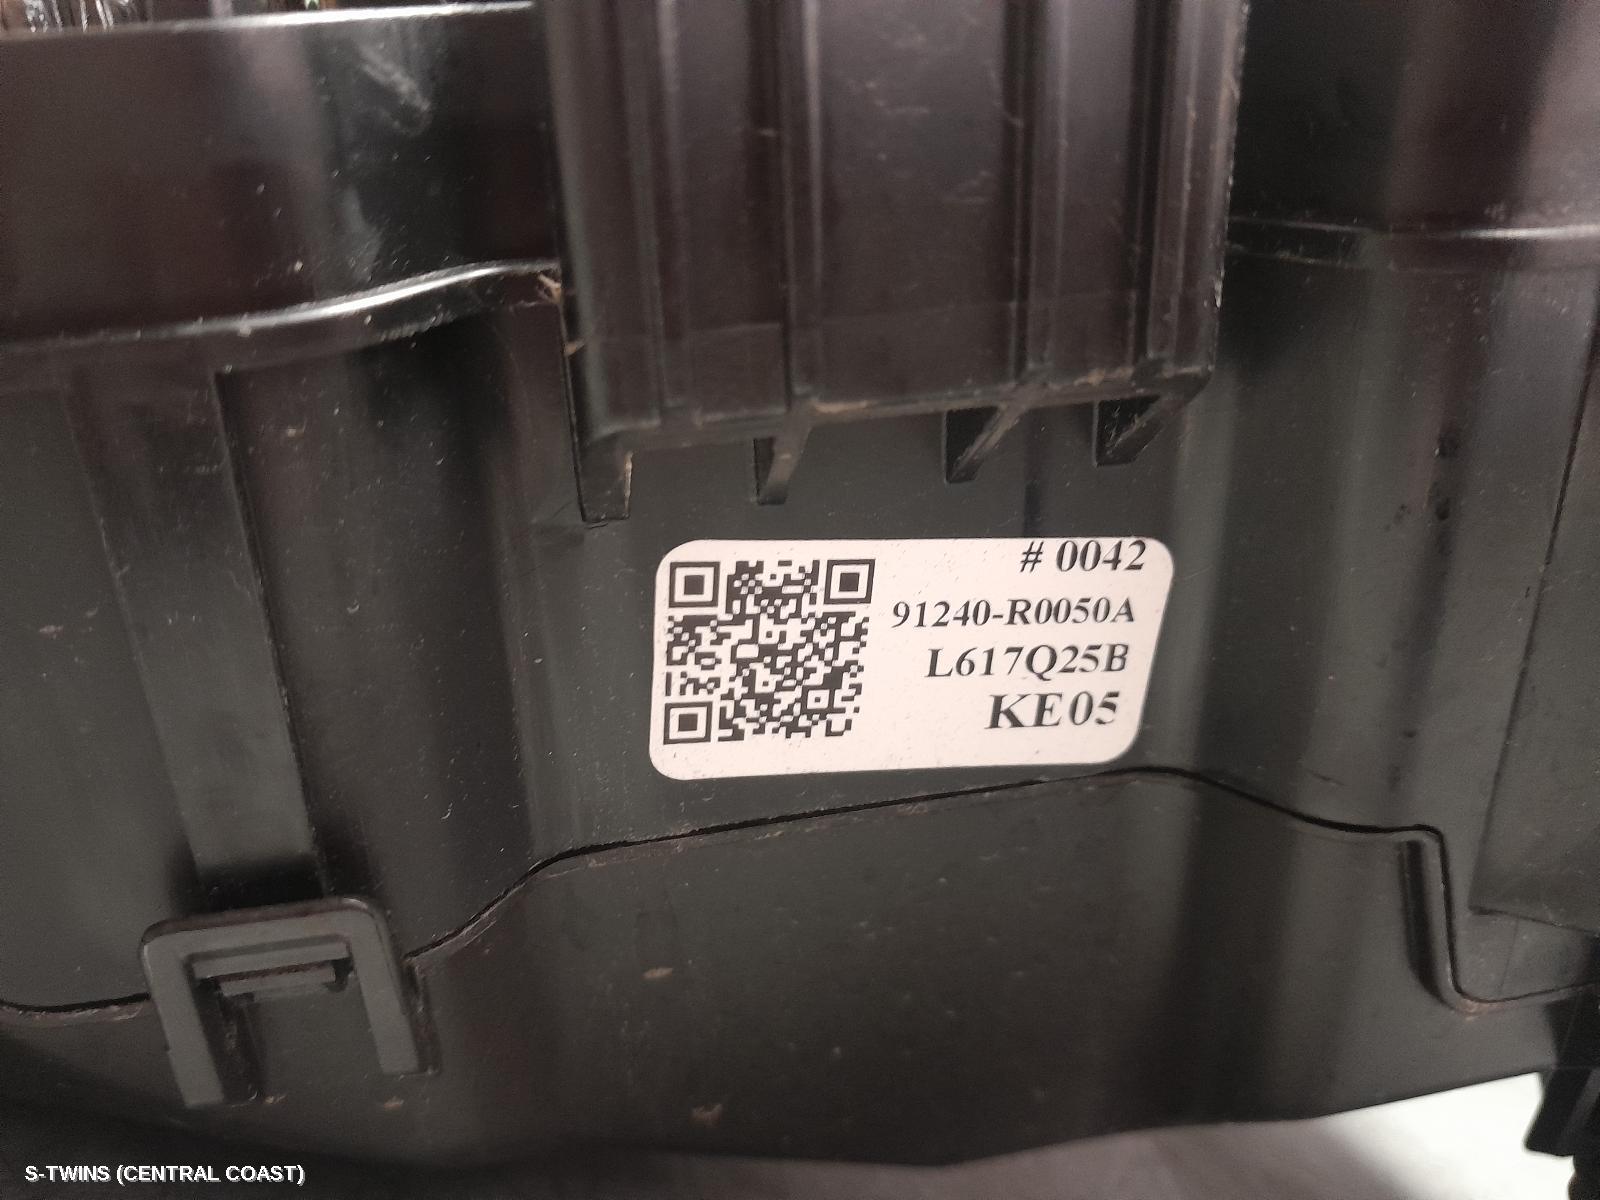 # 0042
91240-R0050A
L617Q25B
KE05
S-TWINS (CENTRAL COAST)